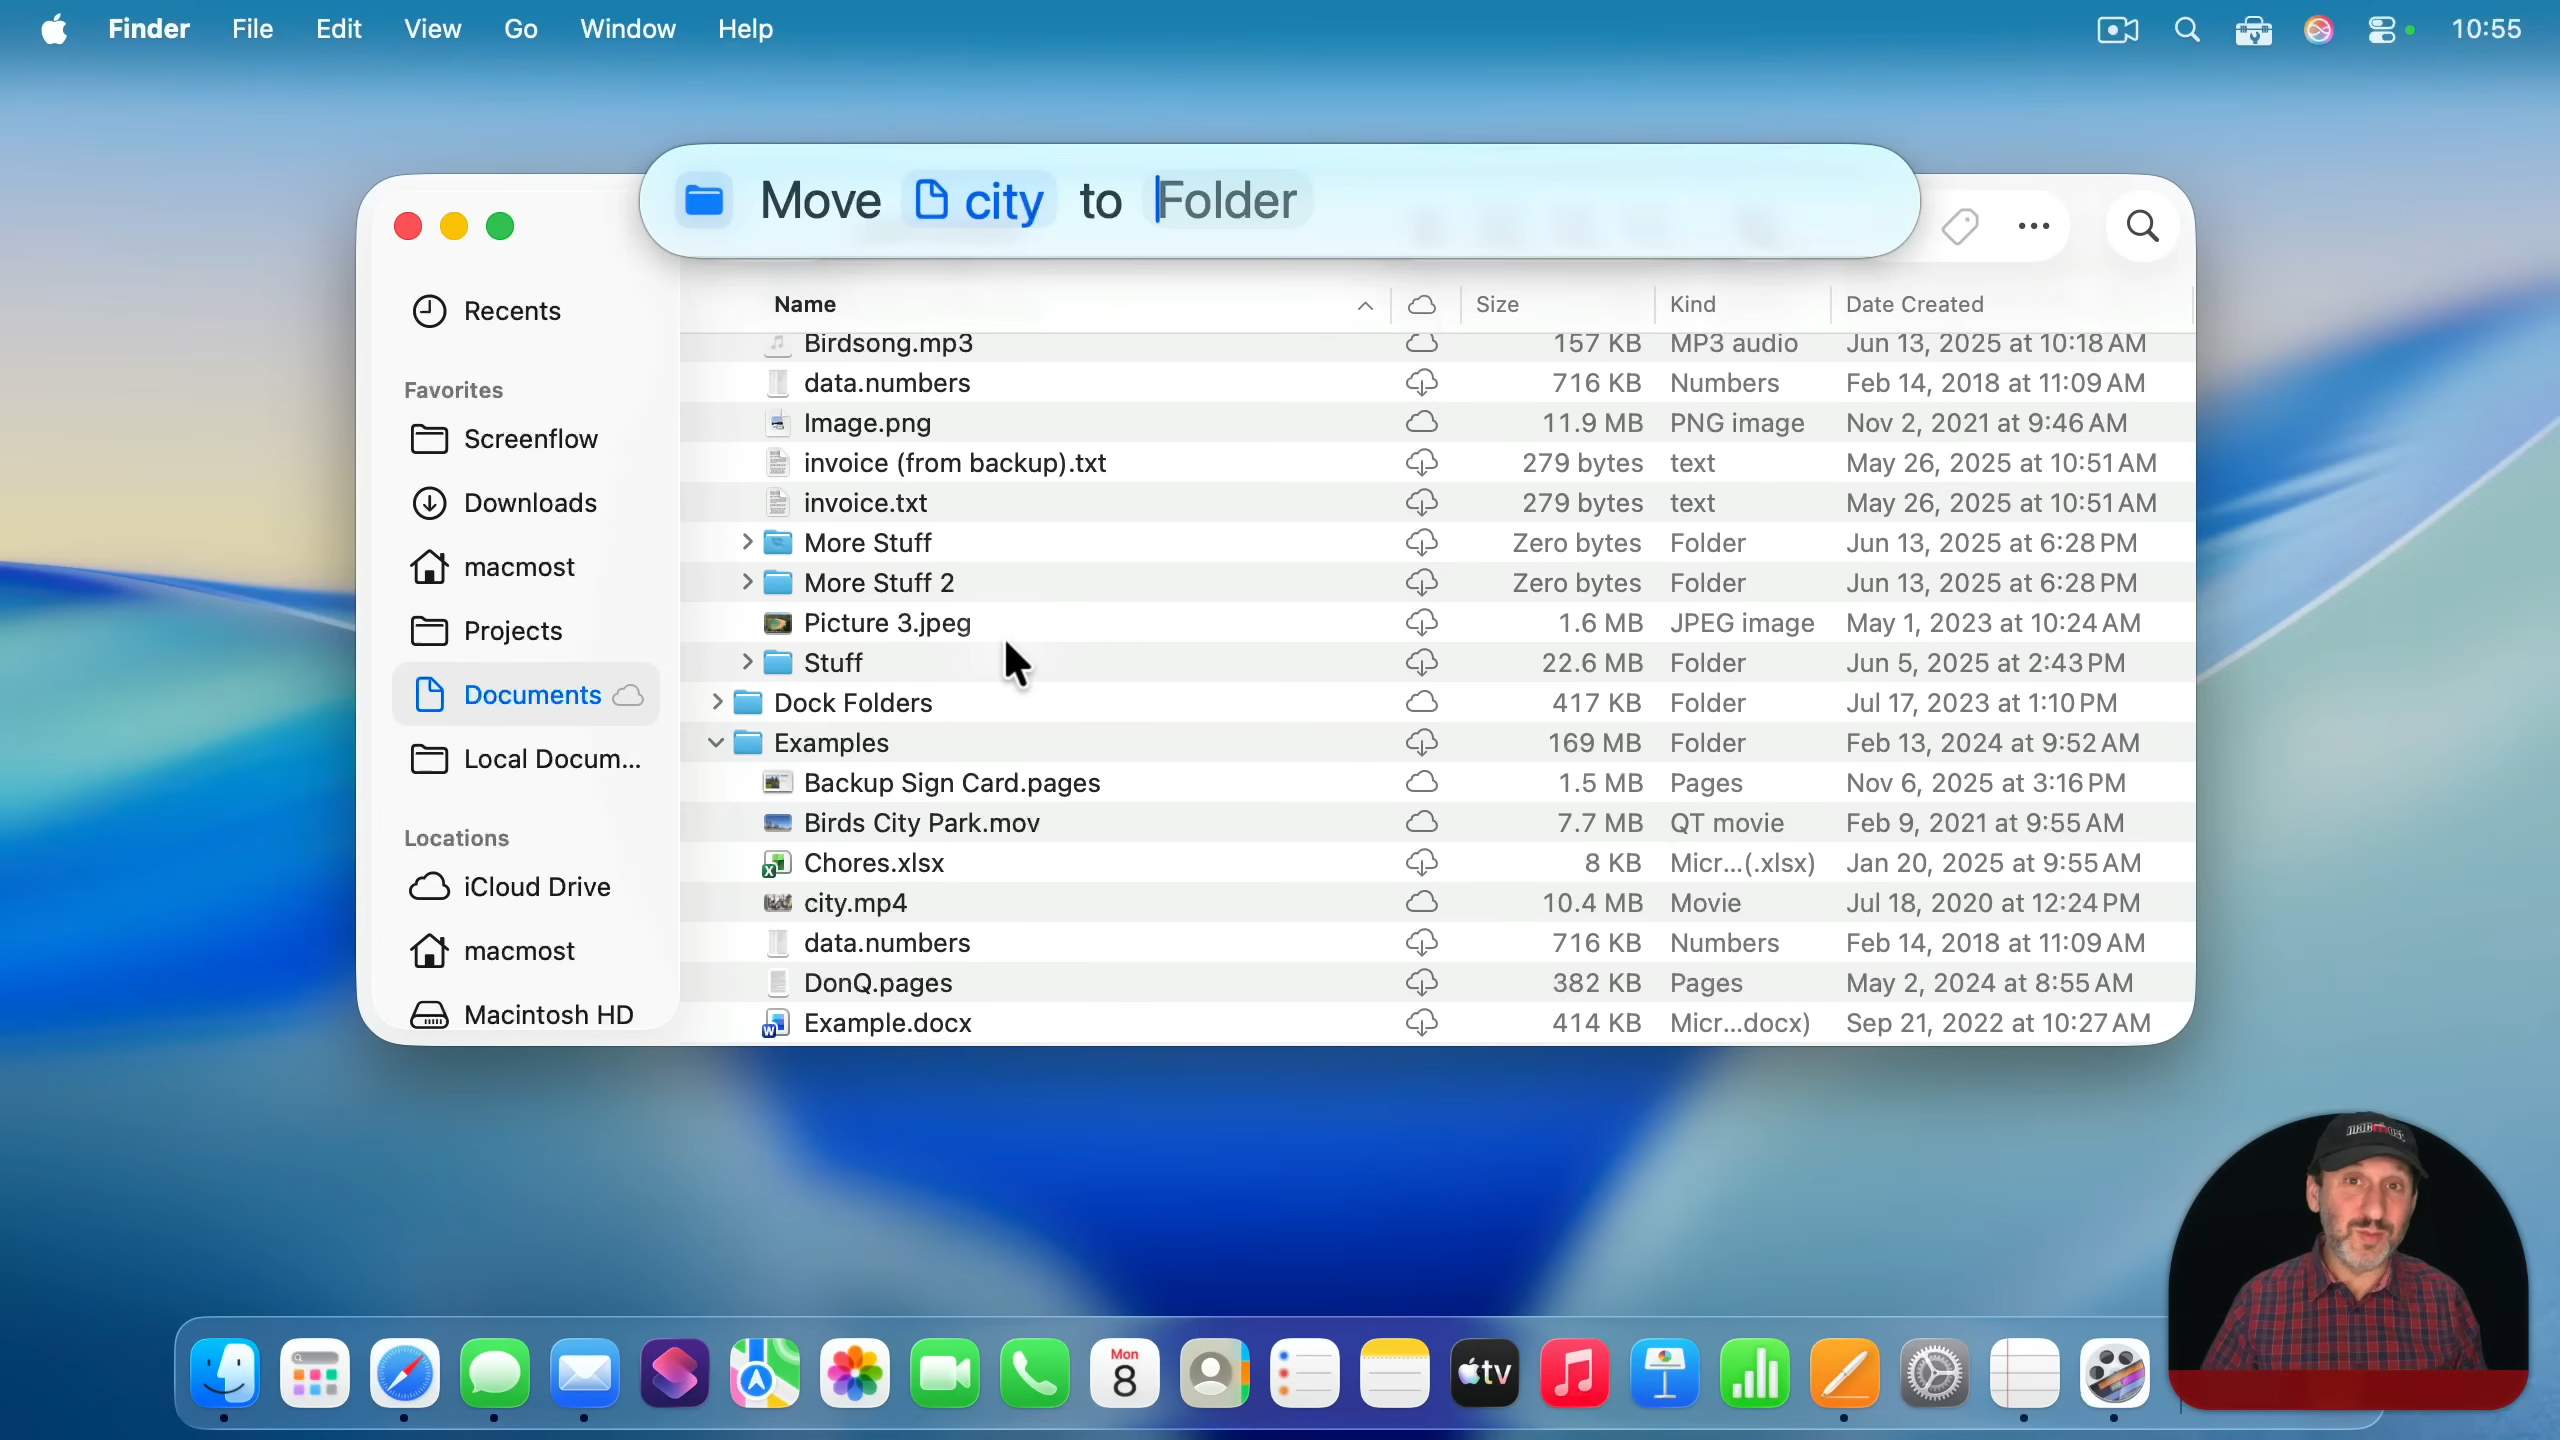 Finder File Edit View Go Window Help 10:55
Move city to Folder
Recents
Favorites
Screenflow
Downloads
macmost
Projects
Documents
Local Docum...
Locations
iCloud Drive
macmost
Macintosh HD
Name Size Kind Date Created
Birdsong.mp3 157 KB MP3 audio Jun 13, 2025 at 10:18 AM
data.numbers 716 KB Numbers Feb 14, 2018 at 11:09 AM
Image.png 11.9 MB PNG image Nov 2, 2021 at 9:46 AM
invoice (from backup).txt 279 bytes text May 26, 2025 at 10:51 AM
invoice.txt 279 bytes text May 26, 2025 at 10:51 AM
More Stuff Zero bytes Folder Jun 13, 2025 at 6:28 PM
More Stuff 2 Zero bytes Folder Jun 13, 2025 at 6:28 PM
Picture 3.jpeg 1.6 MB JPEG image May 1, 2023 at 10:24 AM
Stuff 22.6 MB Folder Jun 5, 2025 at 2:43 PM
Dock Folders 417 KB Folder Jul 17, 2023 at 1:10 PM
Examples 169 MB Folder Feb 13, 2024 at 9:52 AM
Backup Sign Card.pages 1.5 MB Pages Nov 6, 2025 at 3:16 PM
Birds City Park.mov 7.7 MB QT movie Feb 9, 2021 at 9:55 AM
Chores.xlsx 8 KB Micr...(.xlsx) Jan 20, 2025 at 9:55 AM
city.mp4 10.4 MB Movie Jul 18, 2020 at 12:24 PM
data.numbers 716 KB Numbers Feb 14, 2018 at 11:09 AM
DonQ.pages 382 KB Pages May 2, 2024 at 8:55 AM
Example.docx 414 KB Micr...docx) Sep 21, 2022 at 10:27 AM
macmost
Mon
8
tv